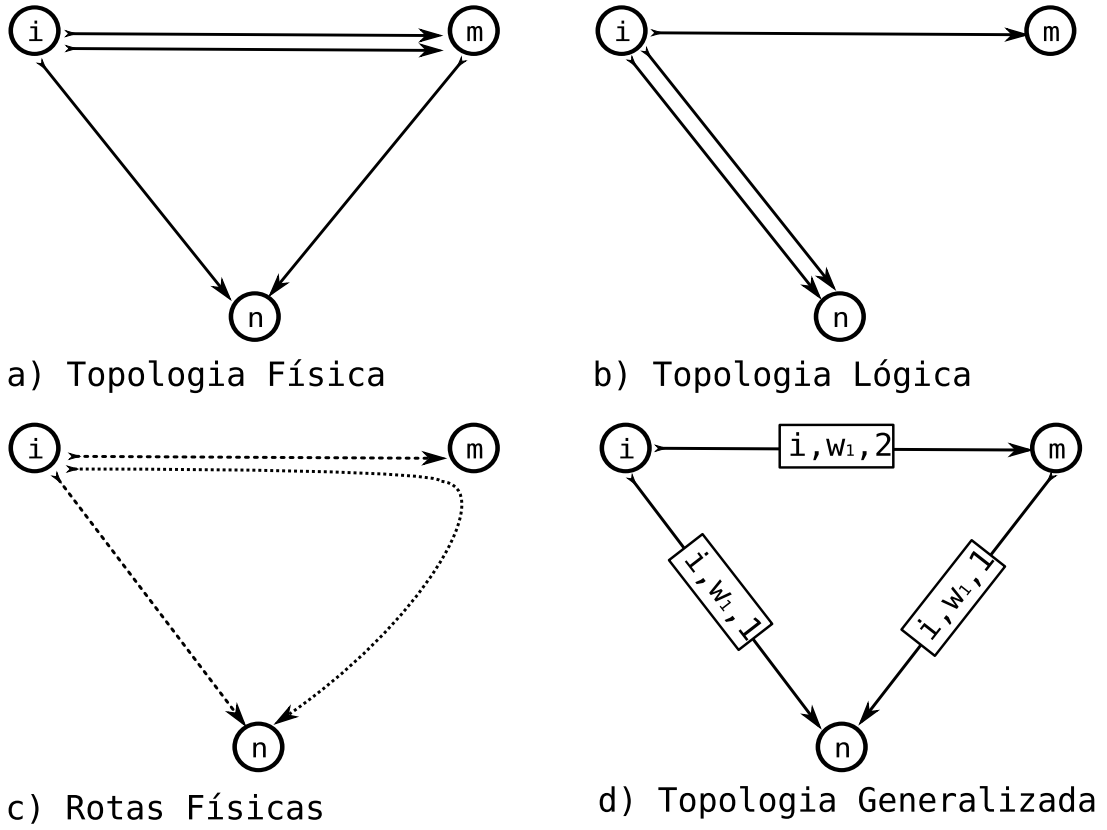 i
m
n
a) Topologia Física
i
m
n
b) Topologia Lógica
i
m
n
c) Rotas Físicas
i
i,w₁,2
m
i,w₁,1
i,w₁,1
n
d) Topologia Generalizada